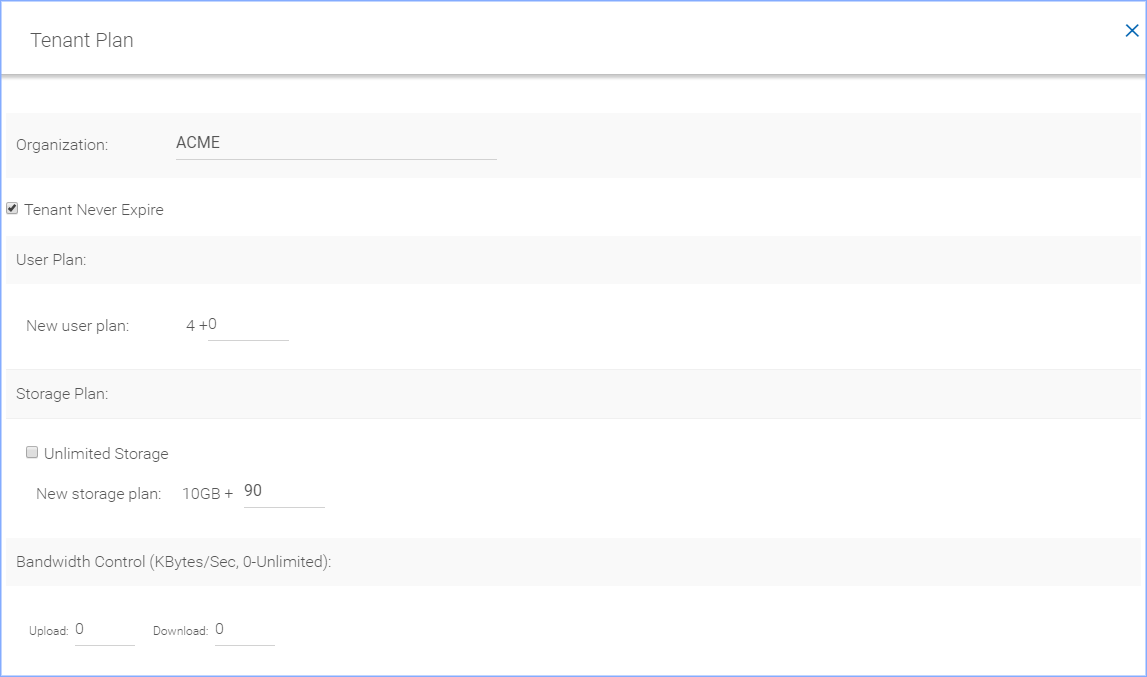 Tenant Plan
Organization: ACME
Tenant Never Expire
User Plan:
New user plan: 4 +0
Storage Plan:
Unlimited Storage
New storage plan: 10GB + 90
Bandwidth Control (KBytes/Sec, 0-Unlimited):
Upload: 0 Download: 0